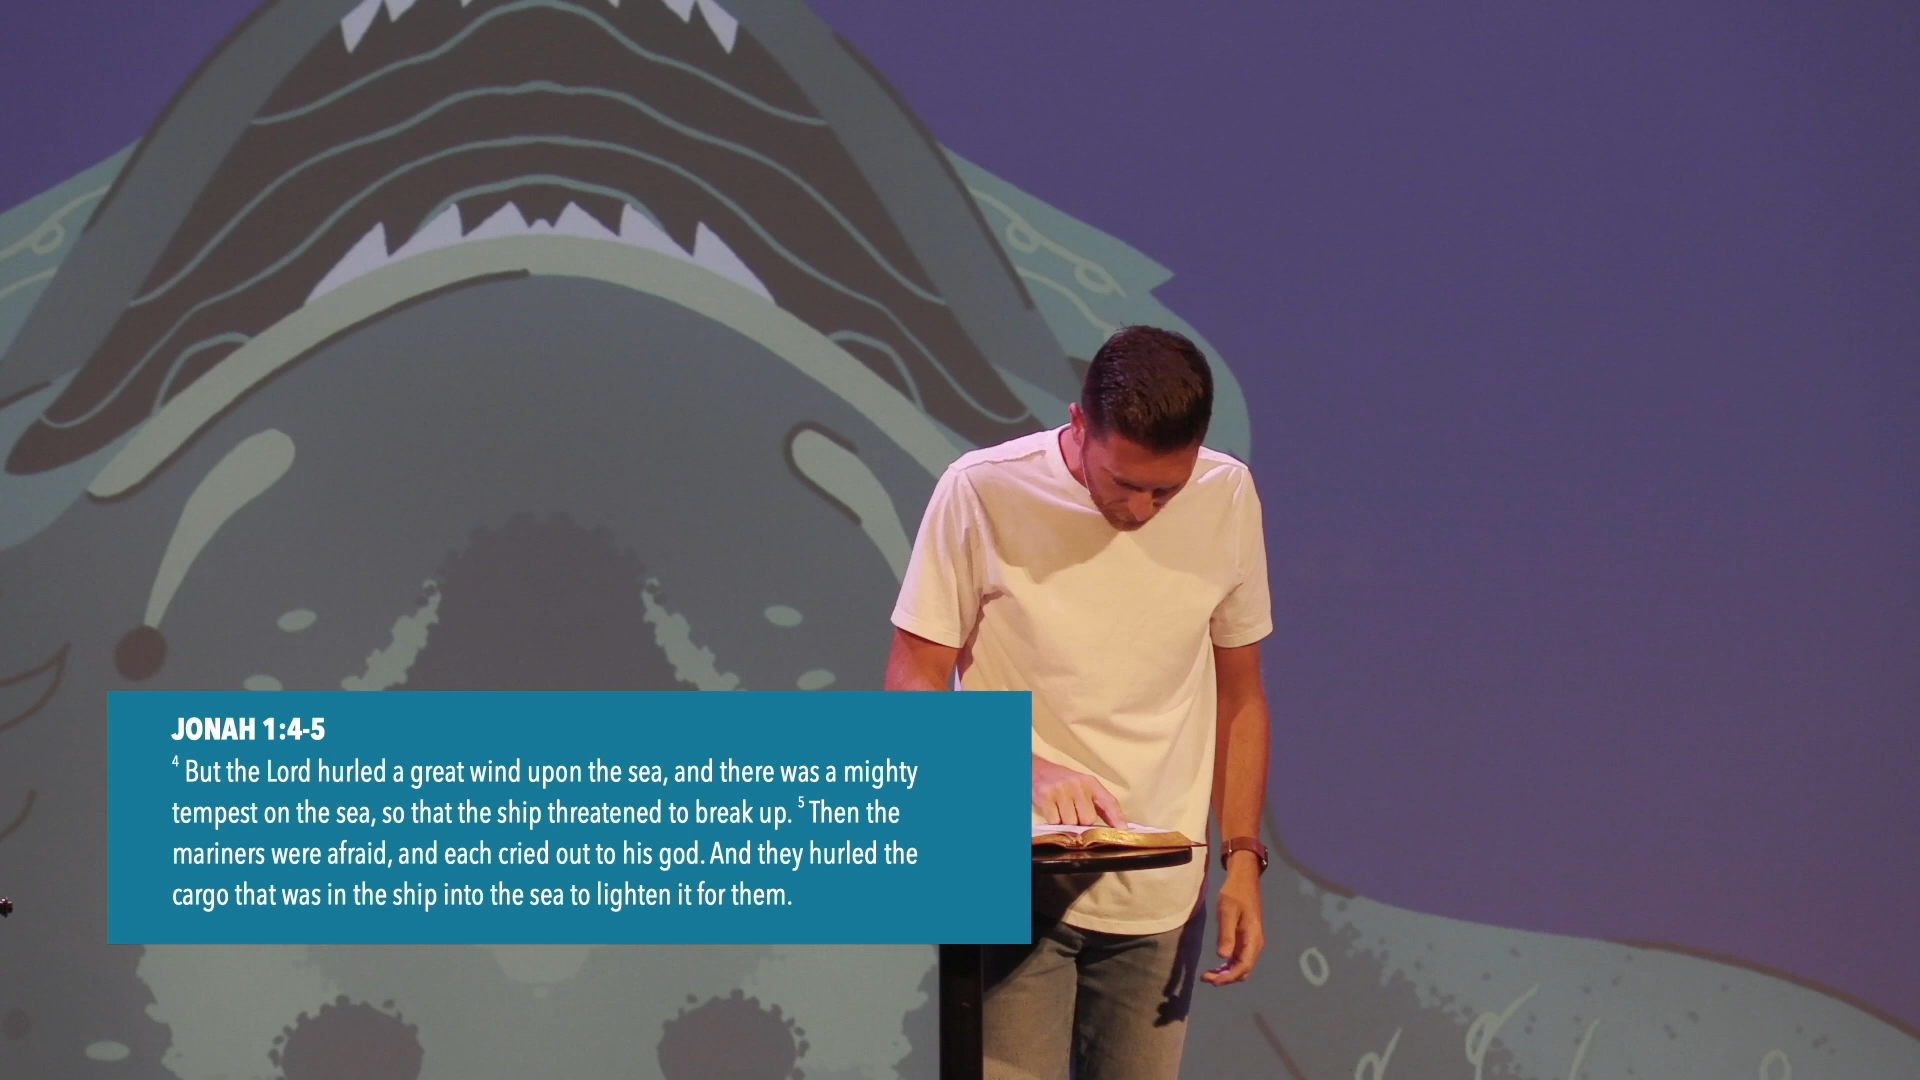 JONAH 1:4-5
4 But the Lord hurled a great wind upon the sea, and there was a mighty
tempest on the sea, so that the ship threatened to break up. 5 Then the
mariners were afraid, and each cried out to his god. And they hurled the
cargo that was in the ship into the sea to lighten it for them.